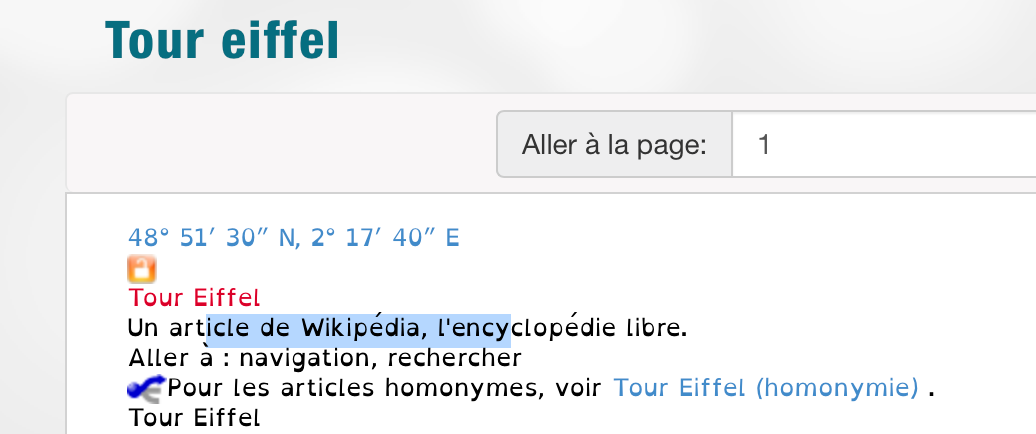 Tour eiffel
Aller à la page: 1
48° 51′ 30″ N, 2° 17′ 40″ E
Tour Eiffel
Un article de Wikipédia, l'encyclopédie libre.
Aller à : navigation, rechercher
Pour les articles homonymes, voir Tour Eiffel (homonymie) .
Tour Eiffel